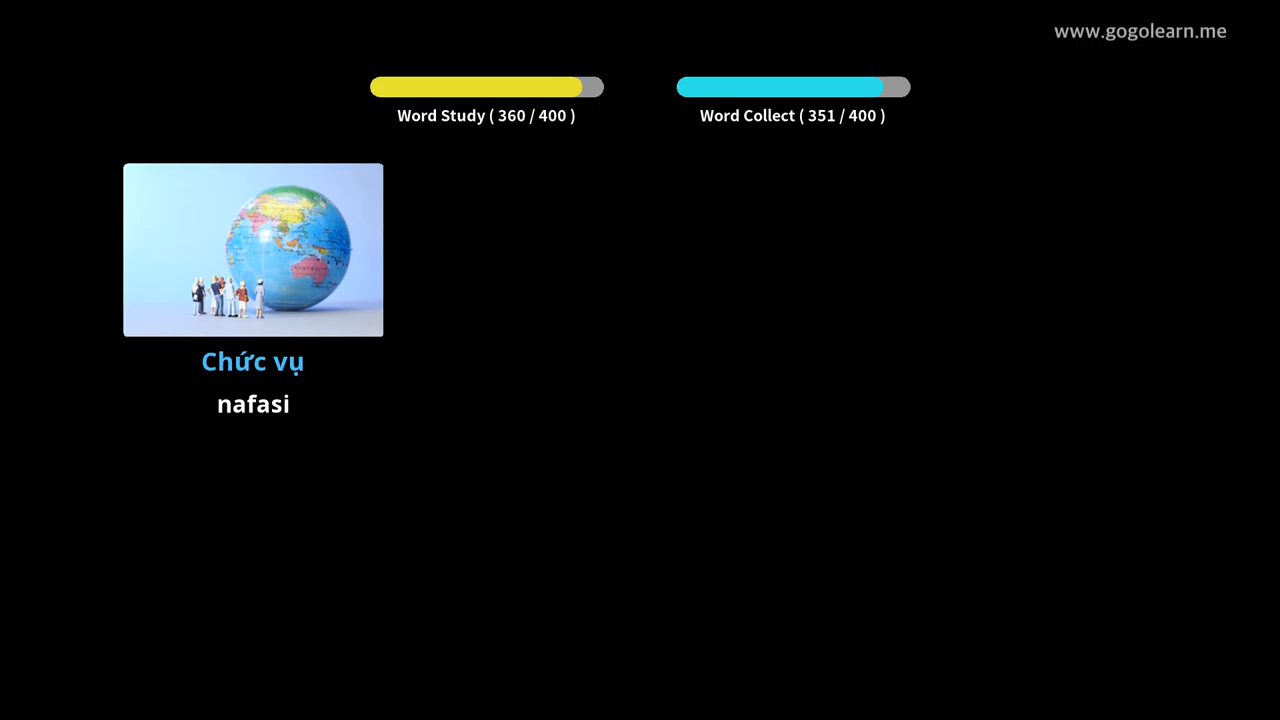 www.gogolearn.me
Word Study ( 360 / 400 )
Word Collect ( 351 / 400 )
Chức vụ
nafasi